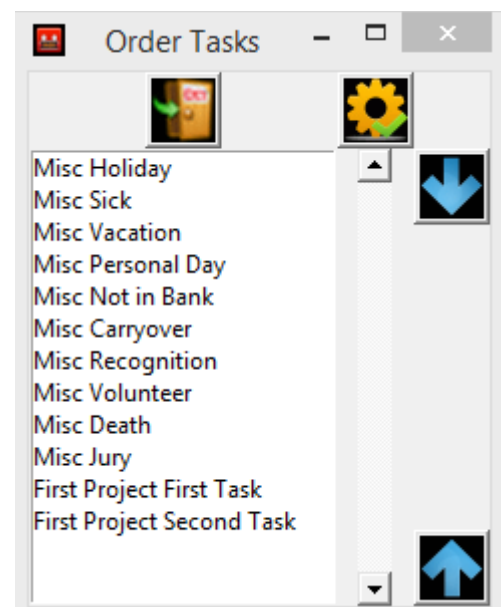 Order Tasks
EXIT
Misc Holiday
Misc Sick
Misc Vacation
Misc Personal Day
Misc Not in Bank
Misc Carryover
Misc Recognition
Misc Volunteer
Misc Death
Misc Jury
First Project First Task
First Project Second Task